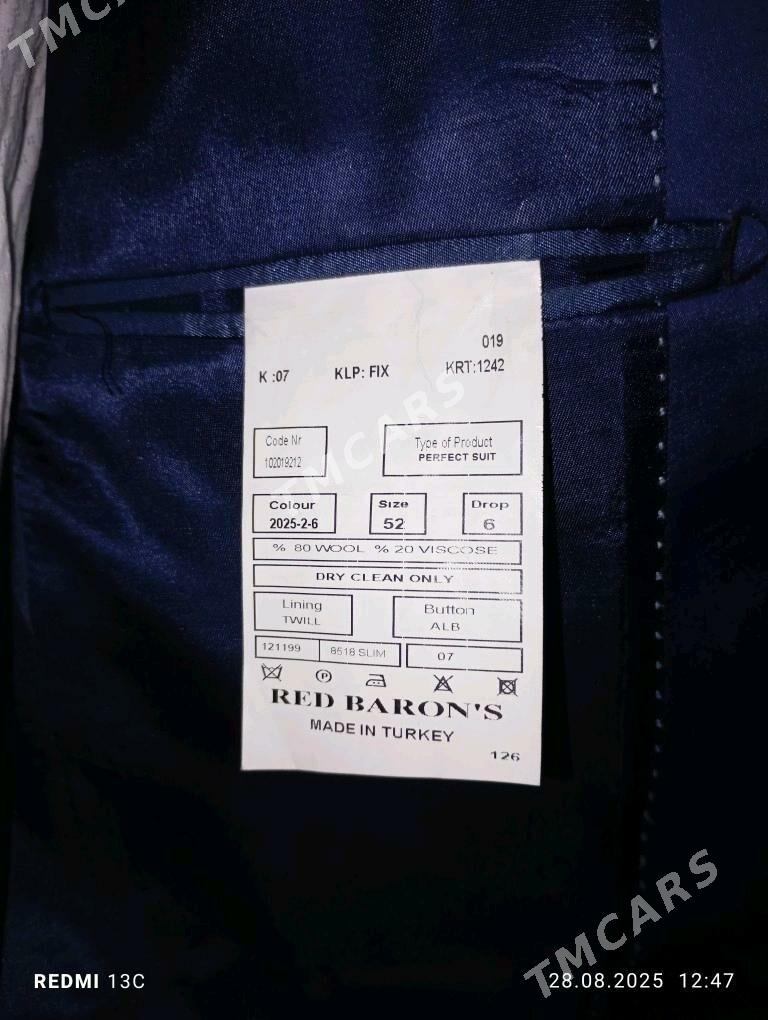 TMCARS
019
K :07 KLP: FIX KRT:1242
Code Nr
102019212
Type of Product
PERFECT SUIT
TMCARS
Colour
2025-2-6
Size
52
Drop
6
% 80 WOOL % 20 VISCOSE
DRY CLEAN ONLY
Lining
TWILL
Button
ALB
121199 8518 SLIM 07
P
RED BARON'S
MADE IN TURKEY
126
TMCARS
REDMI 13C 28.08.2025 12:47